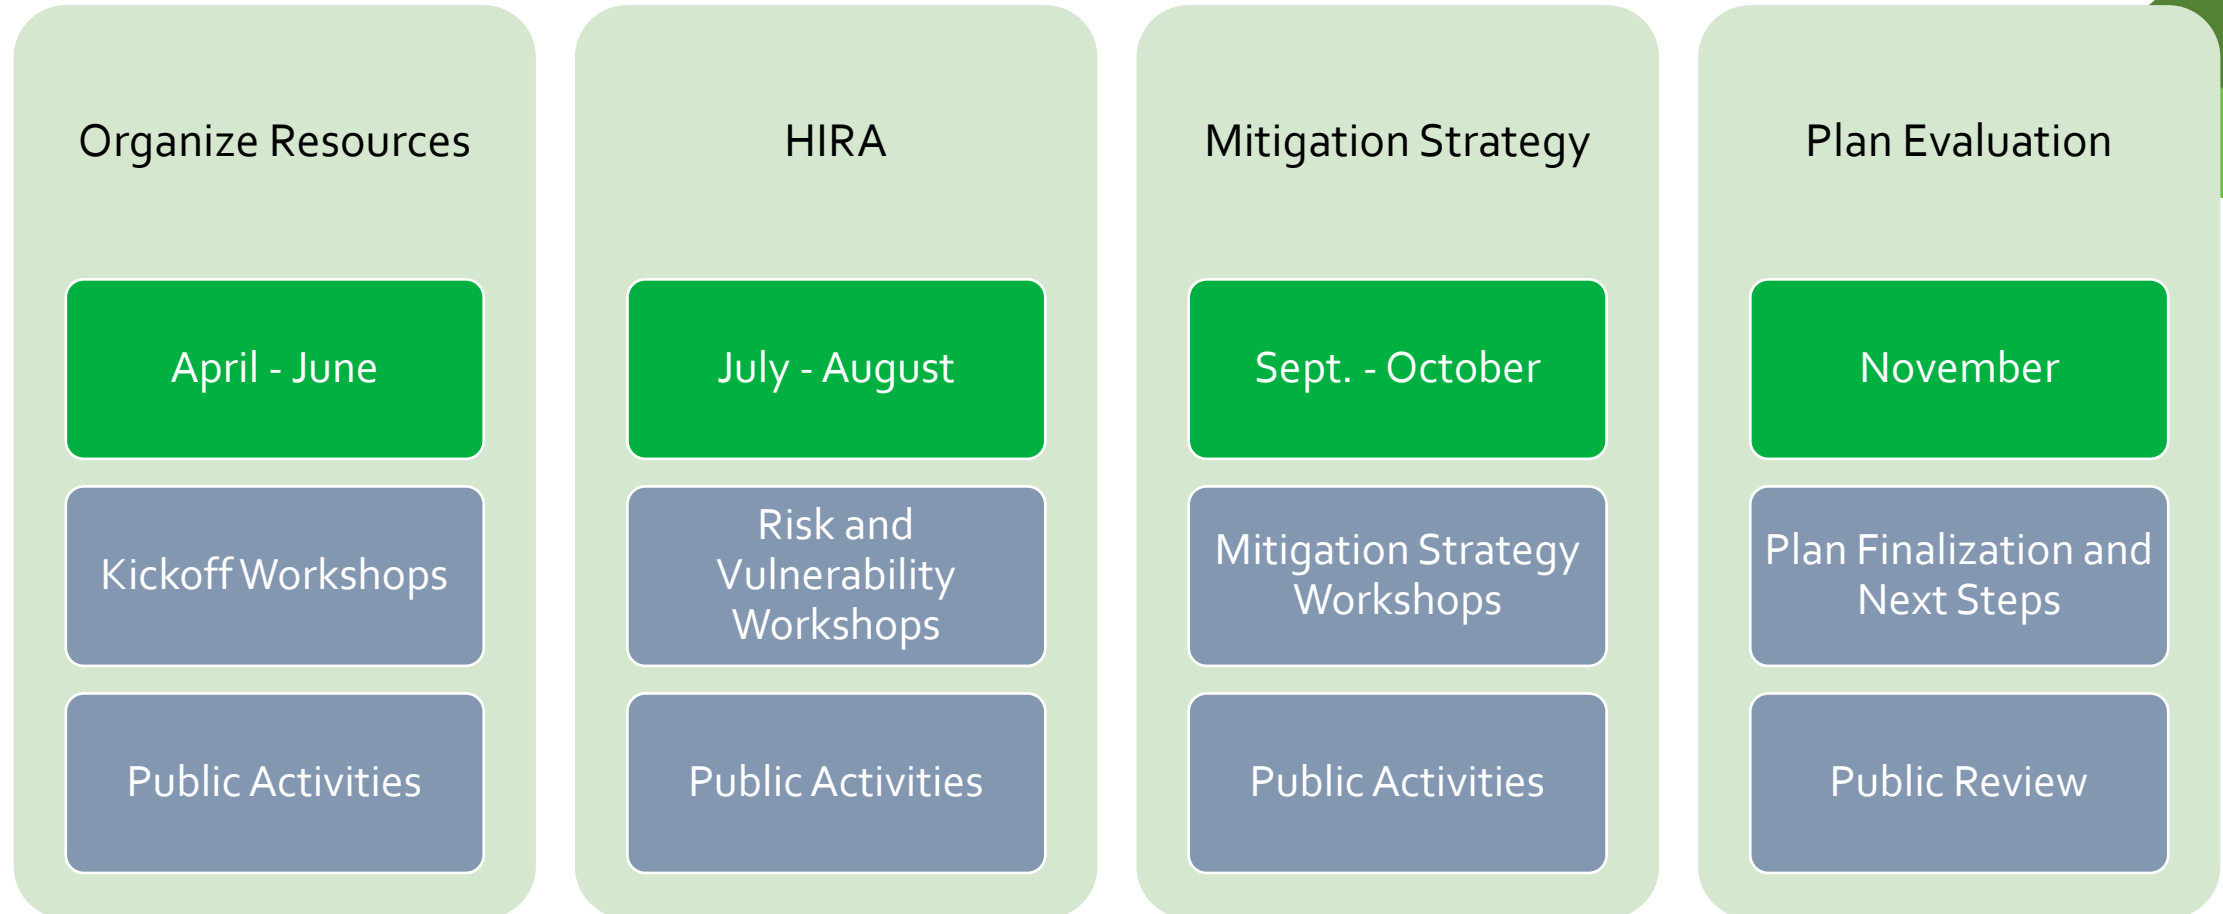 Organize Resources
April - June
Kickoff Workshops
Public Activities
HIRA
July - August
Risk and
Vulnerability
Workshops
Public Activities
Mitigation Strategy
Sept. - October
Mitigation Strategy
Workshops
Public Activities
Plan Evaluation
November
Plan Finalization and
Next Steps
Public Review